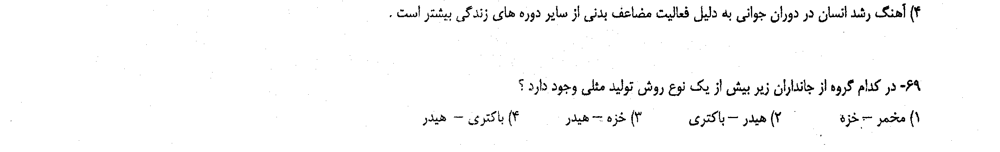 ۴) آهنگ رشد انسان در دوران جوانی به دلیل فعالیت مضاعف بدنی از سایر دوره های زندگی بیشتر است .
۶۹- در کدام گروه از جانداران زیر بیش از یک نوع روش تولید مثلی وجود دارد ؟
۱) مخمر – خزه ۲) هیدر – باکتری ۳) خزه – هیدر ۴) باکتری – هیدر